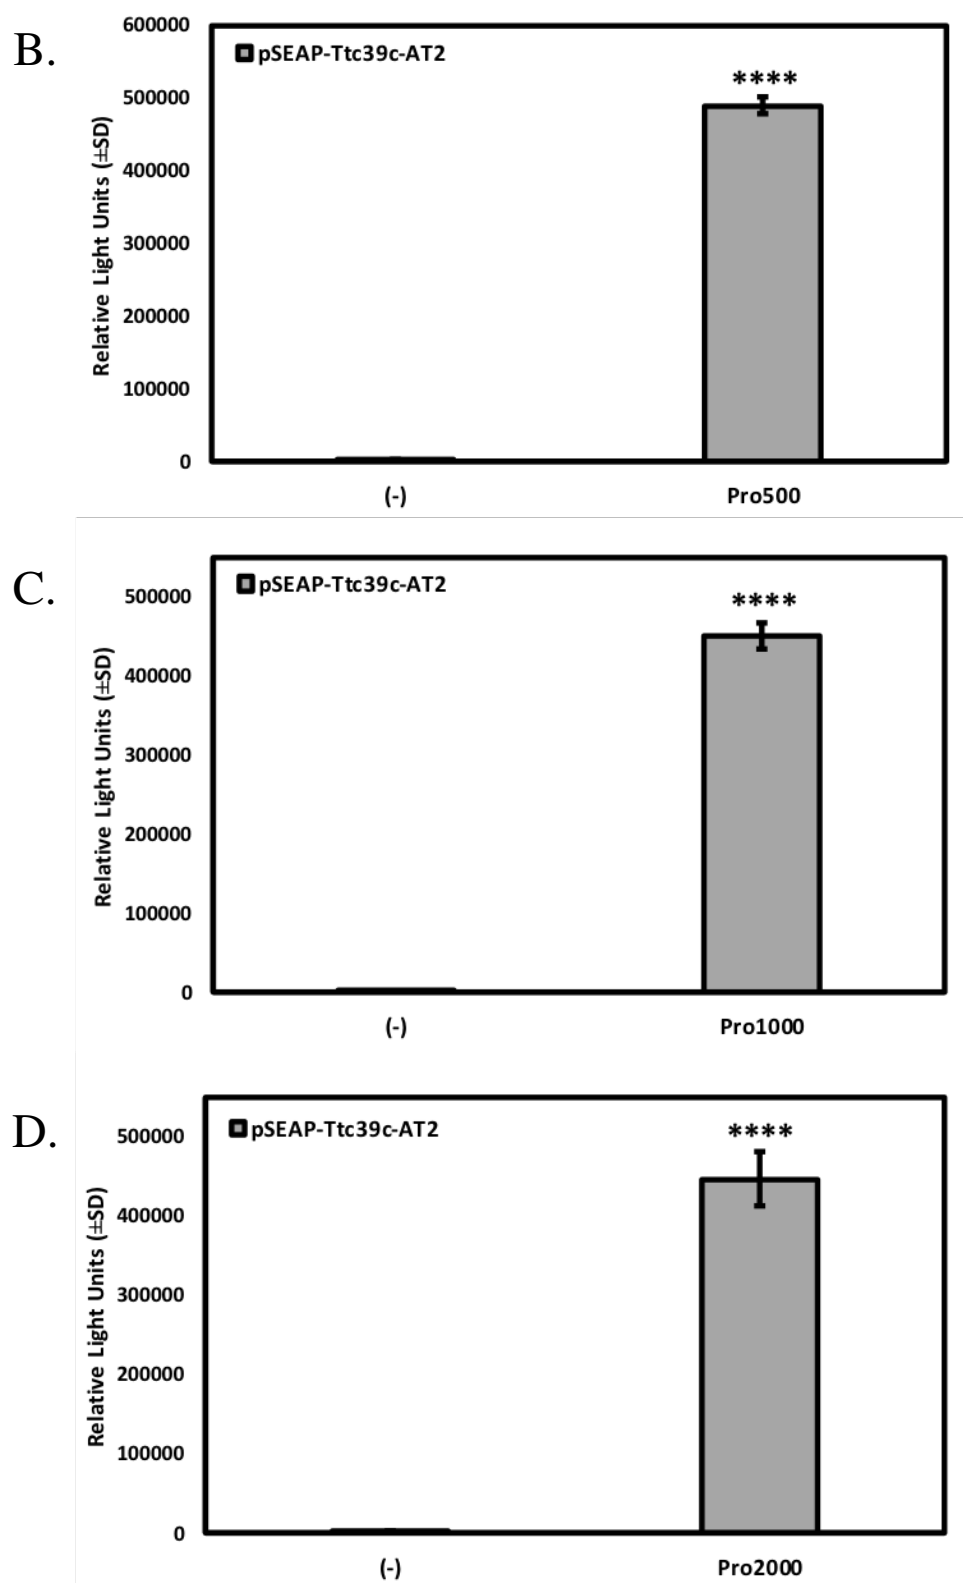 B.
600000
pSEAP-Ttc39c-AT2
****
500000
400000
300000
200000
100000
0
Relative Light Units (±SD)
(-)
Pro500
C.
pSEAP-Ttc39c-AT2
****
500000
400000
300000
200000
100000
0
Relative Light Units (±SD)
(-)
Pro1000
D.
pSEAP-Ttc39c-AT2
****
500000
400000
300000
200000
100000
0
Relative Light Units (±SD)
(-)
Pro2000